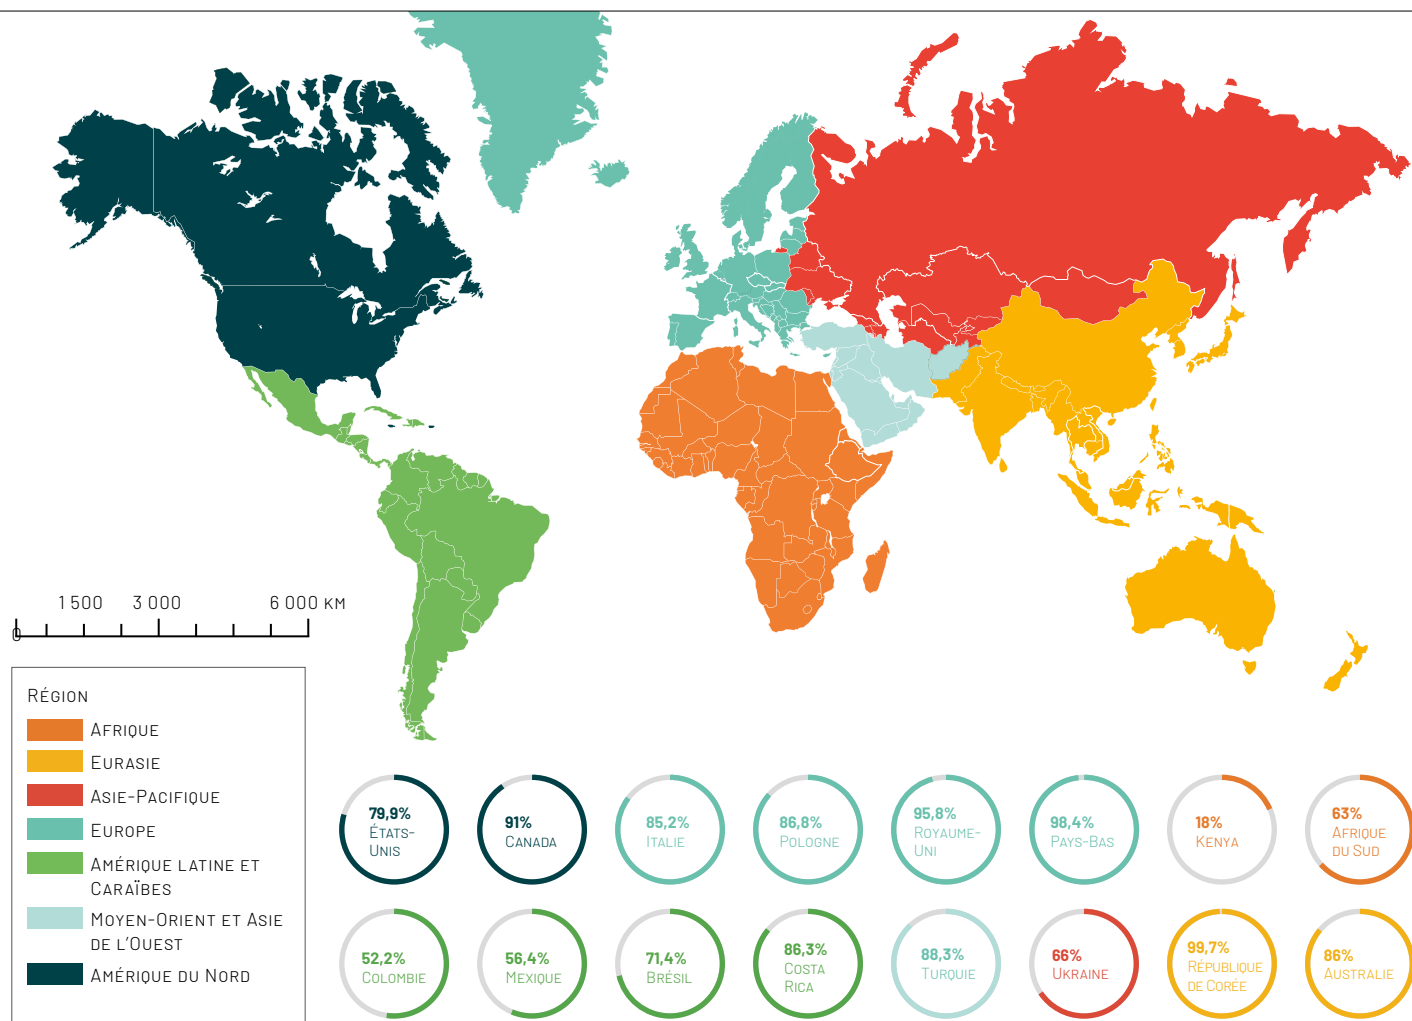 1 500 3 000 6 000 KM
0
RÉGION
AFRIQUE
EURASIE
ASIE-PACIFIQUE
EUROPE
AMÉRIQUE LATINE ET
CARAÏBES
MOYEN-ORIENT ET ASIE
DE L'OUEST
AMÉRIQUE DU NORD
79,9%
ÉTATS-
UNIS
91%
CANADA
85,2%
ITALIE
86,8%
POLOGNE
95,8%
ROYAUME-
UNI
98,4%
PAYS-BAS
18%
KENYA
63%
AFRIQUE
DU SUD
52,2%
COLOMBIE
56,4%
MEXIQUE
71,4%
BRÉSIL
86,3%
COSTA
RICA
88,3%
TURQUIE
66%
UKRAINE
99,7%
RÉPUBLIQUE
DE CORÉE
86%
AUSTRALIE